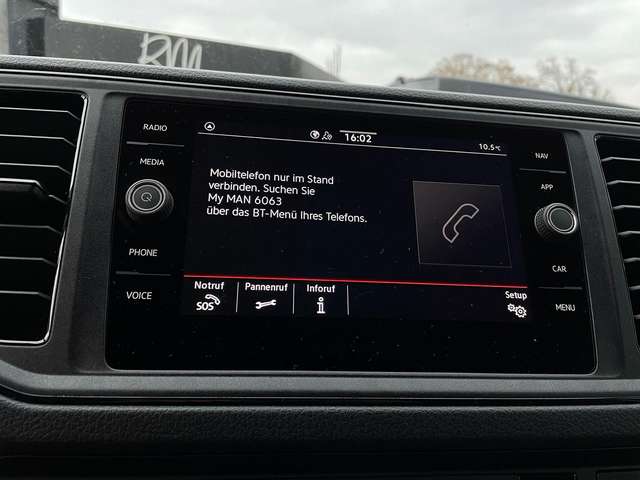 RM
RADIO
MEDIA
PHONE
VOICE
16:02
10.5°C
Mobiltelefon nur im Stand
verbinden. Suchen Sie
My MAN 6063
über das BT-Menü Ihres Telefons.
Notruf
SOS
Pannenruf
Inforuf
i
Setup
NAV
APP
CAR
MENU